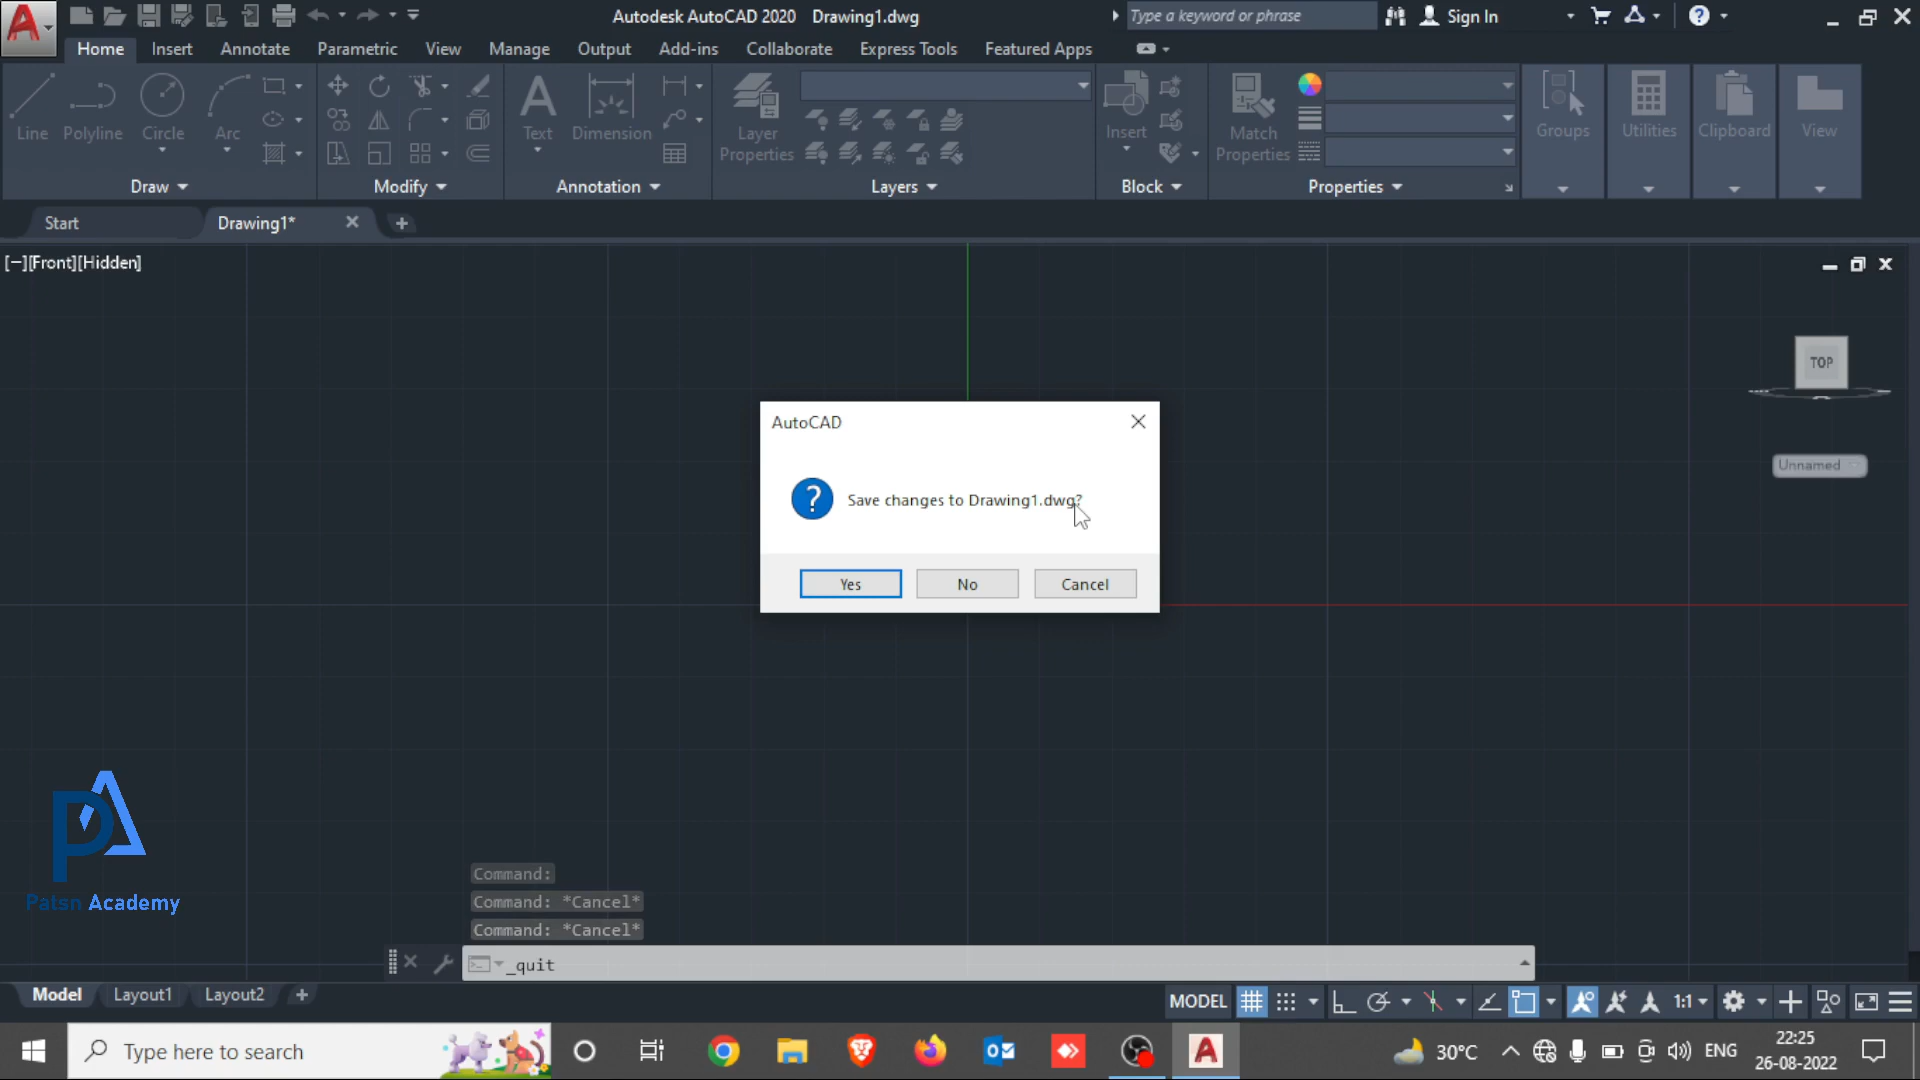 Autodesk AutoCAD 2020 Drawing1.dwg
Type a keyword or phrase
Sign In
Home Insert Annotate Parametric View Manage Output Add-ins Collaborate Express Tools Featured Apps
Line Polyline Circle Arc
Text Dimension
Layer
Properties
Insert
Match
Properties
Groups Utilities Clipboard View
Draw Modify Annotation Layers Block Properties
Start Drawing1*
[−][Front][Hidden]
TOP
Unnamed
AutoCAD
Save changes to Drawing1.dwg?
Yes No Cancel
PA
Patsn Academy
Command:
Command: *Cancel*
Command: *Cancel*
_quit
Model Layout1 Layout2
MODEL 1:1
Type here to search
30°C
ENG
22:25
26-08-2022